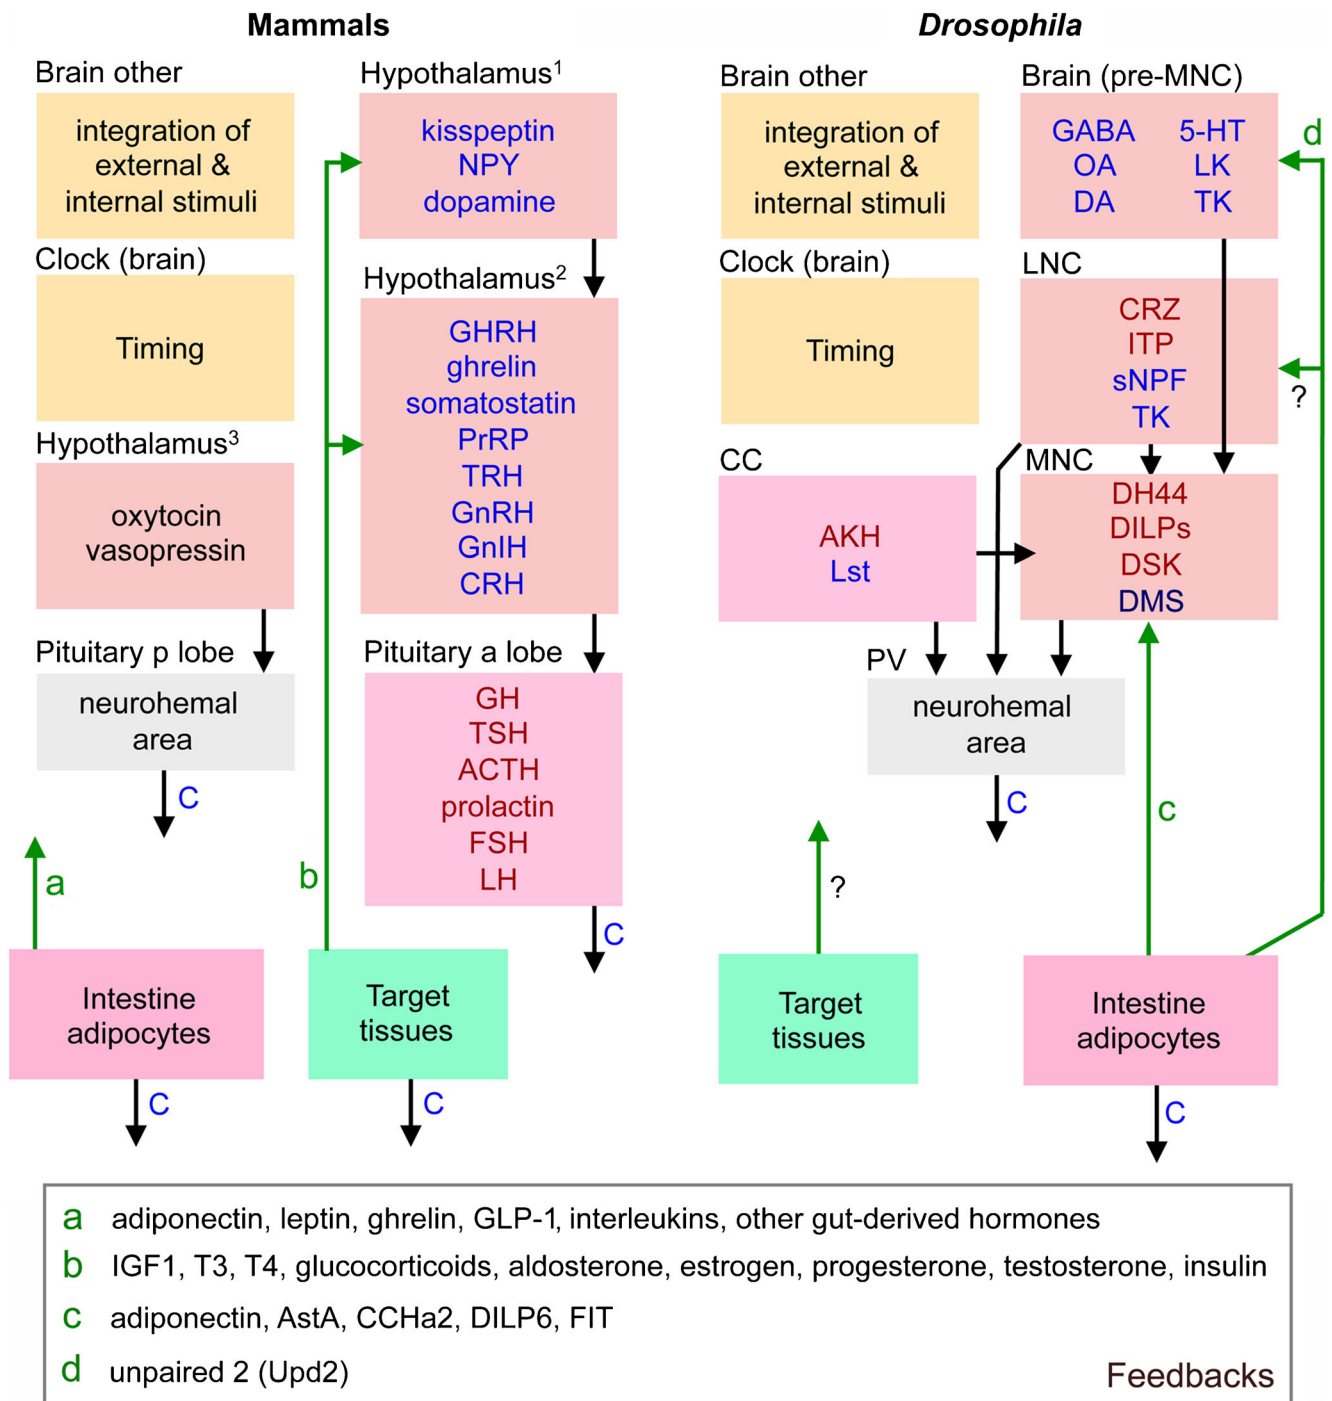 Mammals
Brain other
integration of
external &
internal stimuli
Clock (brain)
Timing
Hypothalamus³
oxytocin
vasopressin
Pituitary p lobe
neurohemal
area
C
a
Intestine
adipocytes
C
Hypothalamus¹
kisspeptin
NPY
dopamine
Hypothalamus²
GHRH
ghrelin
somatostatin
PrRP
TRH
GnRH
GnIH
CRH
Pituitary a lobe
GH
TSH
ACTH
prolactin
FSH
LH
C
b
Target
tissues
C
Drosophila
Brain other
integration of
external &
internal stimuli
Clock (brain)
Timing
CC
AKH
Lst
PV
neurohemal
area
C
?
Target
tissues
Brain (pre-MNC)
GABA 5-HT
OA LK
DA TK
d
LNC
CRZ
ITP
sNPF
TK
?
MNC
DH44
DILPs
DSK
DMS
c
Intestine
adipocytes
C
a adiponectin, leptin, ghrelin, GLP-1, interleukins, other gut-derived hormones
b IGF1, T3, T4, glucocorticoids, aldosterone, estrogen, progesterone, testosterone, insulin
c adiponectin, AstA, CCHa2, DILP6, FIT
d unpaired 2 (Upd2)
Feedbacks